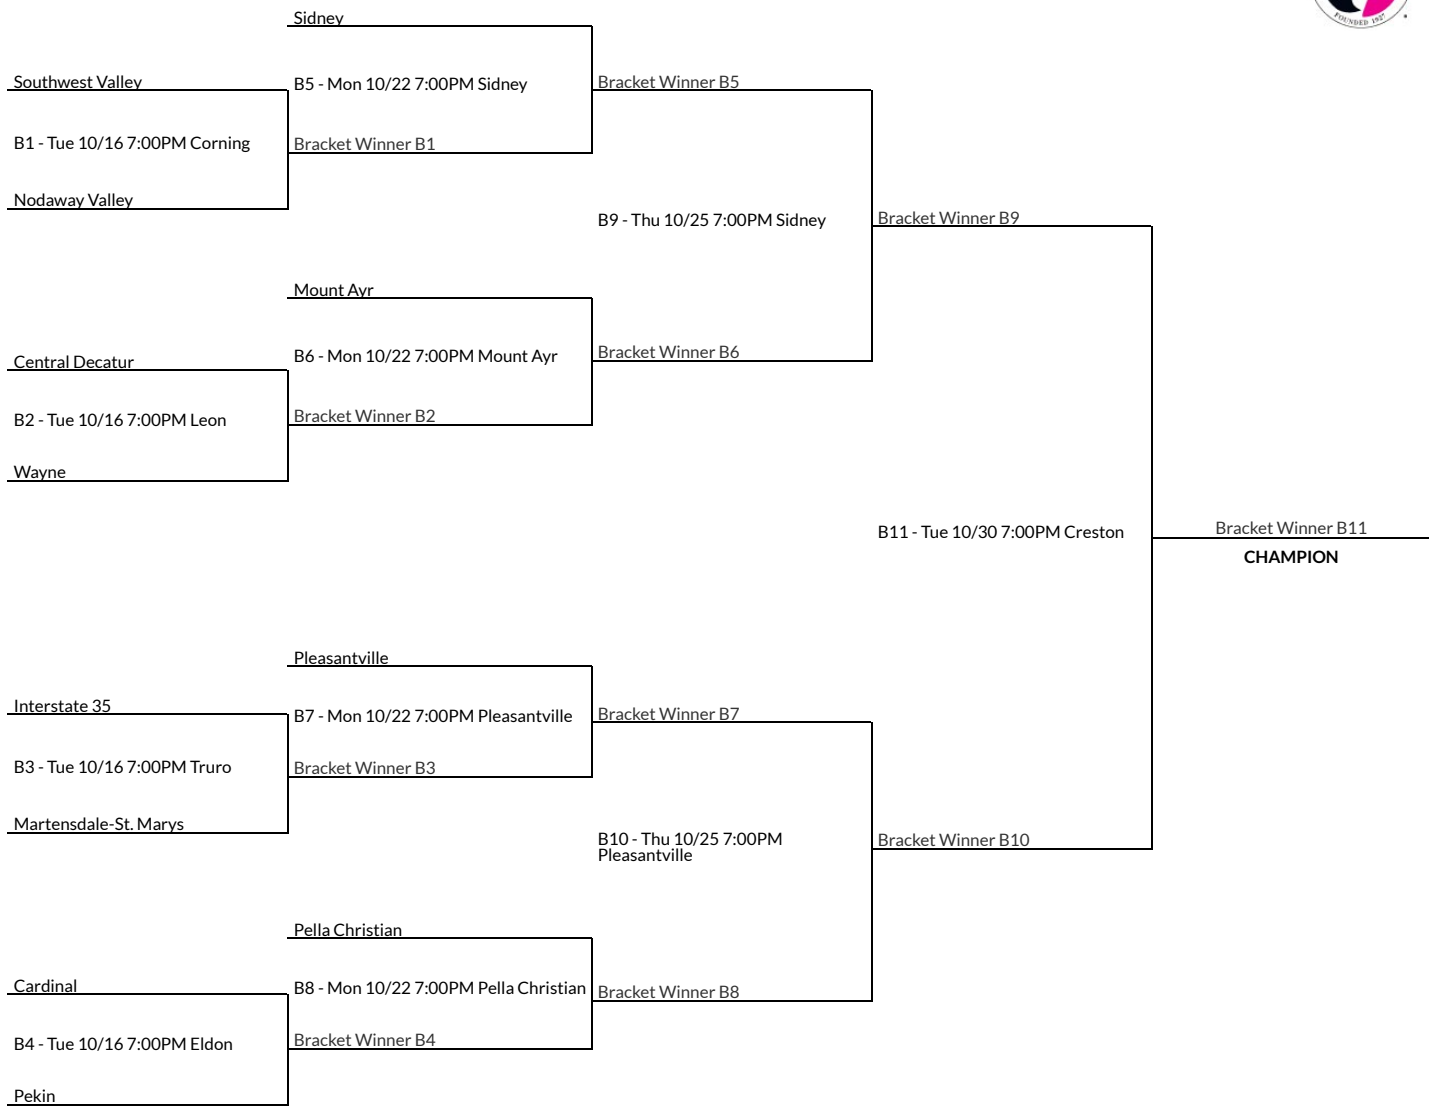 FOUNDED 1927
Sidney
Southwest Valley
B5 - Mon 10/22 7:00PM Sidney
Bracket Winner B5
B1 - Tue 10/16 7:00PM Corning
Bracket Winner B1
Nodaway Valley
B9 - Thu 10/25 7:00PM Sidney
Bracket Winner B9
Mount Ayr
Central Decatur
B6 - Mon 10/22 7:00PM Mount Ayr
Bracket Winner B6
B2 - Tue 10/16 7:00PM Leon
Bracket Winner B2
Wayne
B11 - Tue 10/30 7:00PM Creston
Bracket Winner B11
CHAMPION
Pleasantville
Interstate 35
B7 - Mon 10/22 7:00PM Pleasantville
Bracket Winner B7
B3 - Tue 10/16 7:00PM Truro
Bracket Winner B3
Martensdale-St. Marys
B10 - Thu 10/25 7:00PM
Pleasantville
Bracket Winner B10
Pella Christian
Cardinal
B8 - Mon 10/22 7:00PM Pella Christian
Bracket Winner B8
B4 - Tue 10/16 7:00PM Eldon
Bracket Winner B4
Pekin